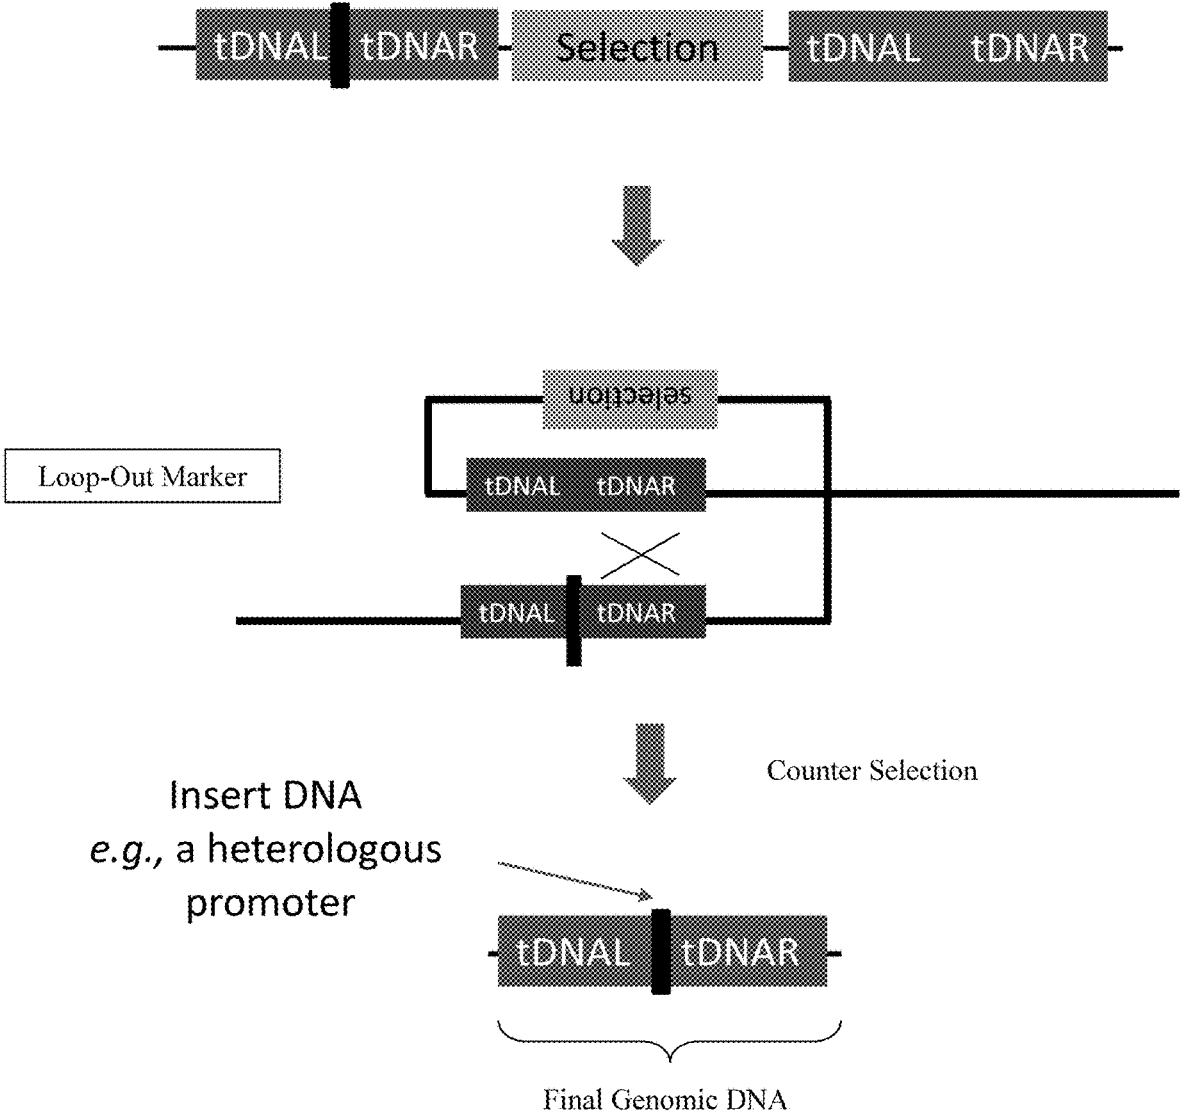 tDNAL tDNAR Selection tDNAL tDNAR
selection
Loop-Out Marker
tDNAL tDNAR
tDNAL tDNAR
Counter Selection
Insert DNA
e.g., a heterologous
promoter
tDNAL tDNAR
Final Genomic DNA